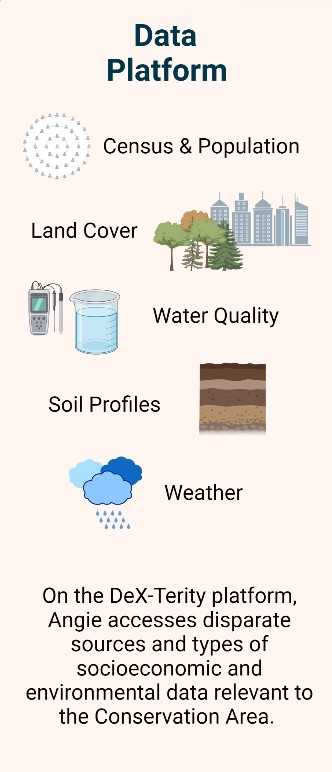 Data
Platform
Census & Population
Land Cover
Water Quality
Soil Profiles
Weather
On the DeX-Terity platform,
Angie accesses disparate
sources and types of
socioeconomic and
environmental data relevant to
the Conservation Area.